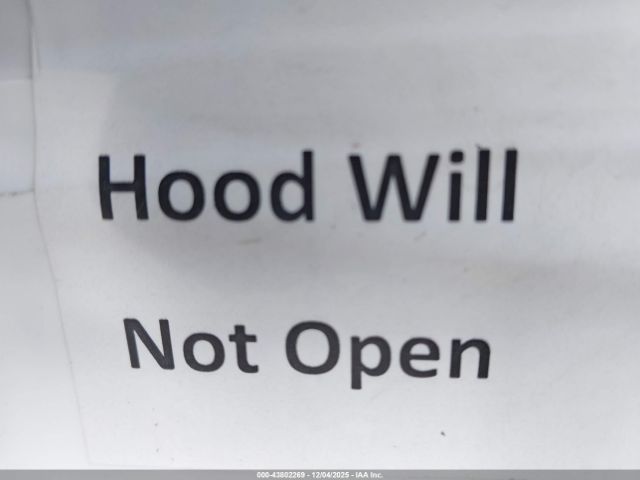 Hood Will
Not Open
000-43802269 - 12/04/2025 - IAA Inc.